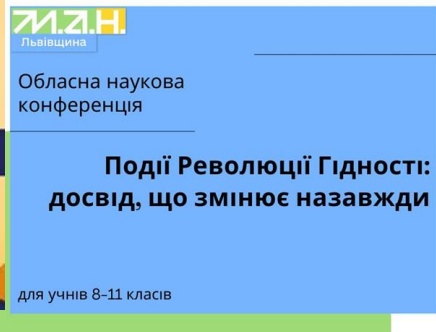 М.А.Н.
Львівщина
Обласна наукова
конференція
Події Революції Гідності:
досвід, що змінює назавжди
для учнів 8–11 класів